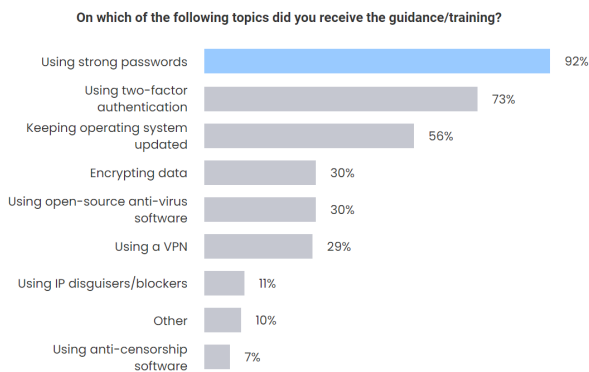 On which of the following topics did you receive the guidance/training?
Using strong passwords 92%
Using two-factor
authentication 73%
Keeping operating system
updated 56%
Encrypting data 30%
Using open-source anti-virus
software 30%
Using a VPN 29%
Using IP disguisers/blockers 11%
Other 10%
Using anti-censorship
software 7%